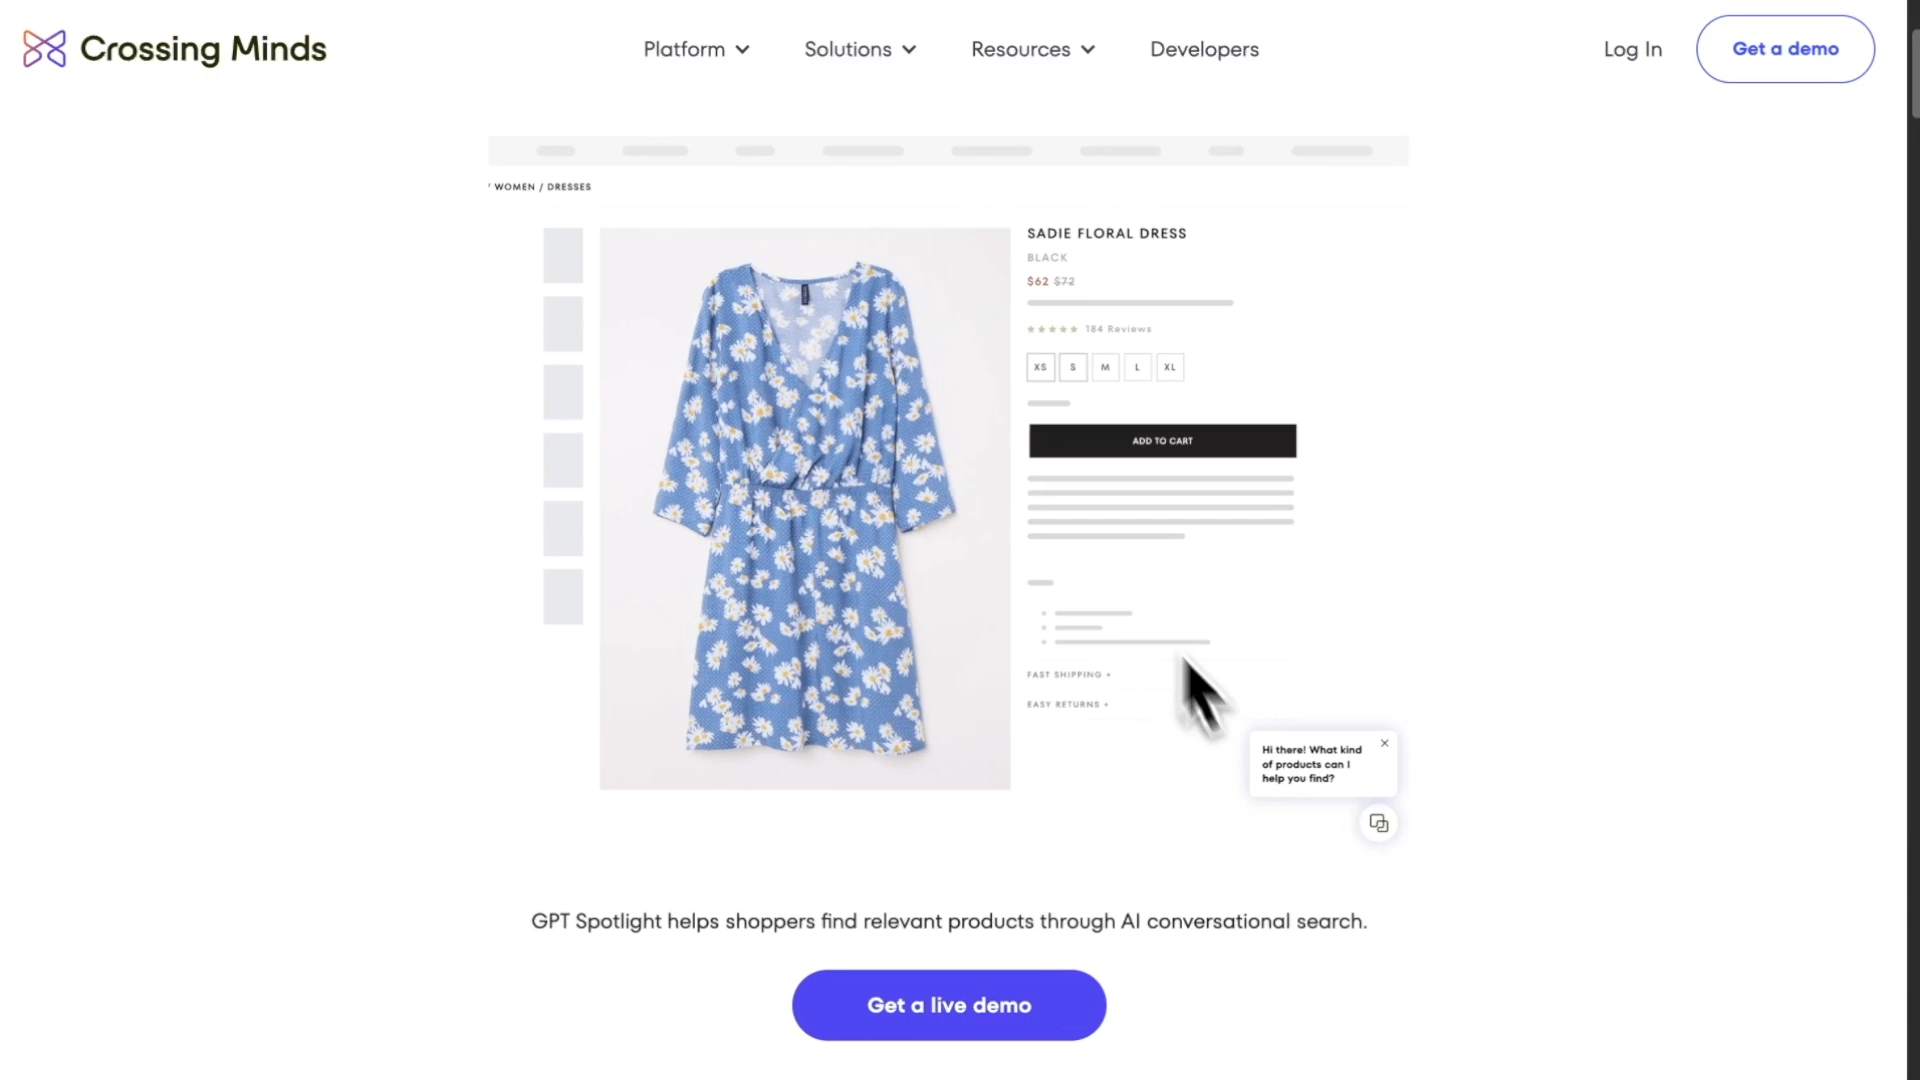 Crossing Minds
Platform
Solutions
Resources
Developers
Log In
Get a demo
/ WOMEN / DRESSES
SADIE FLORAL DRESS
BLACK
$62 $72
184 Reviews
XS S M L XL
ADD TO CART
FAST SHIPPING +
EASY RETURNS +
Hi there! What kind
of products can I
help you find?
GPT Spotlight helps shoppers find relevant products through AI conversational search.
Get a live demo